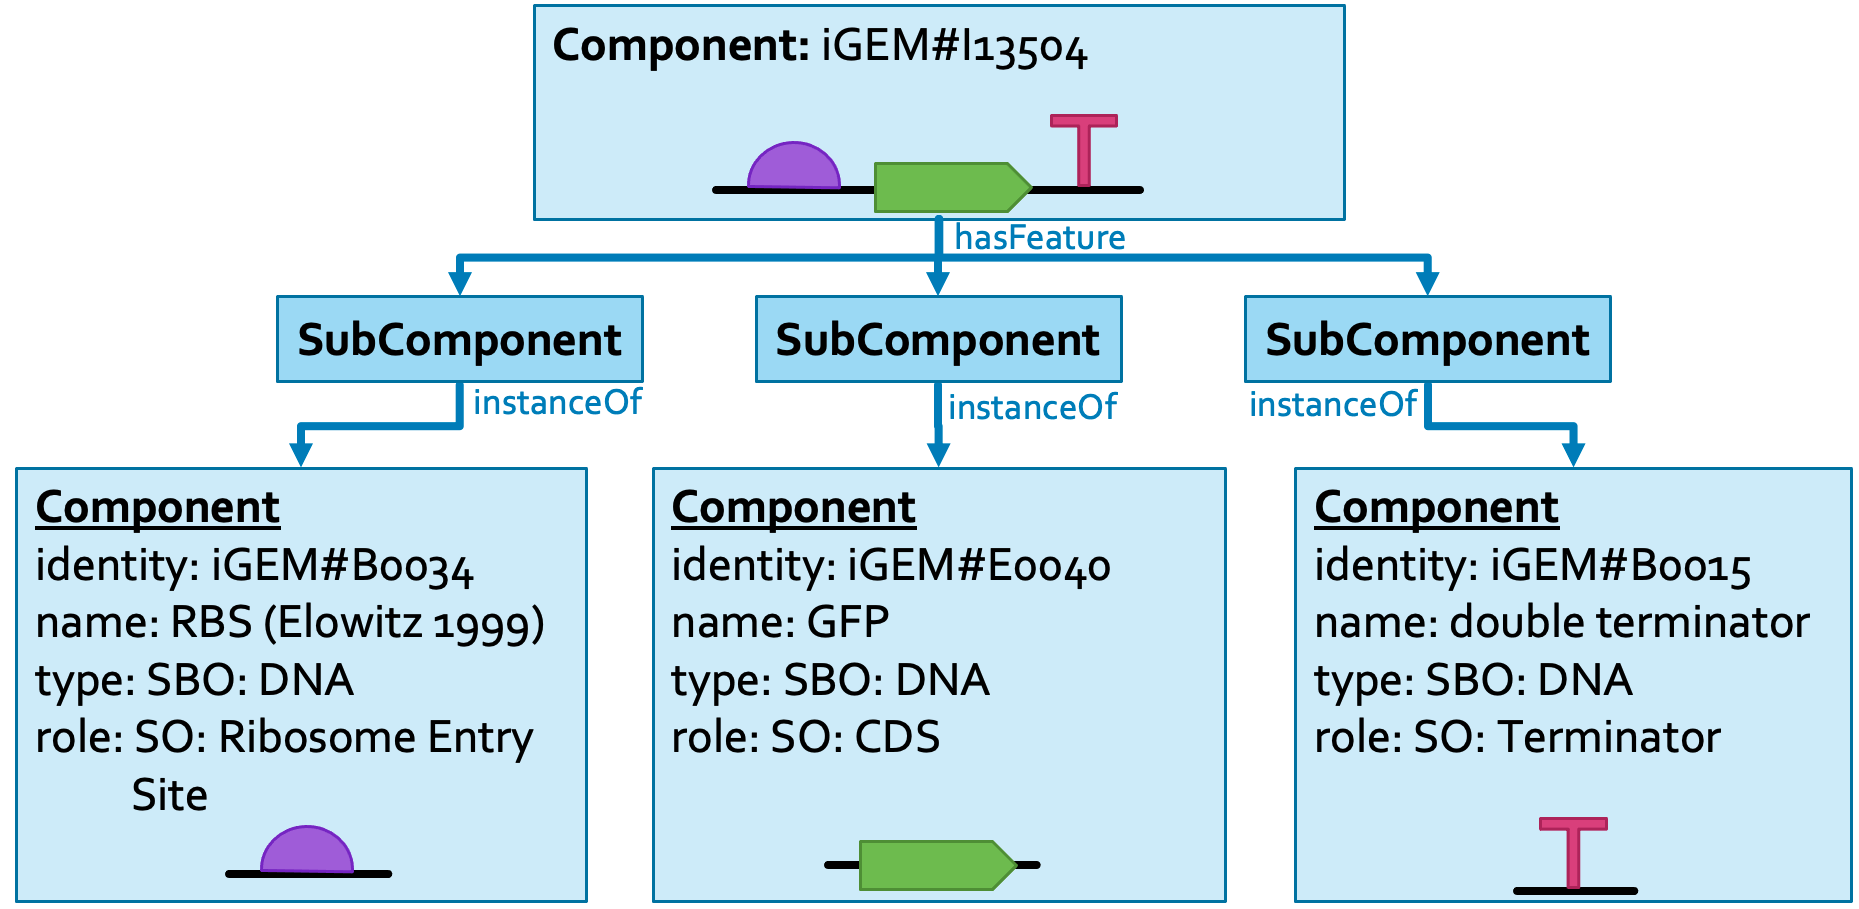 Component: iGEM#I13504
hasFeature
SubComponent
SubComponent
SubComponent
instanceOf
instanceOf
instanceOf
Component
identity: iGEM#B0034
name: RBS (Elowitz 1999)
type: SBO: DNA
role: SO: Ribosome Entry
Site
Component
identity: iGEM#E0040
name: GFP
type: SBO: DNA
role: SO: CDS
Component
identity: iGEM#B0015
name: double terminator
type: SBO: DNA
role: SO: Terminator